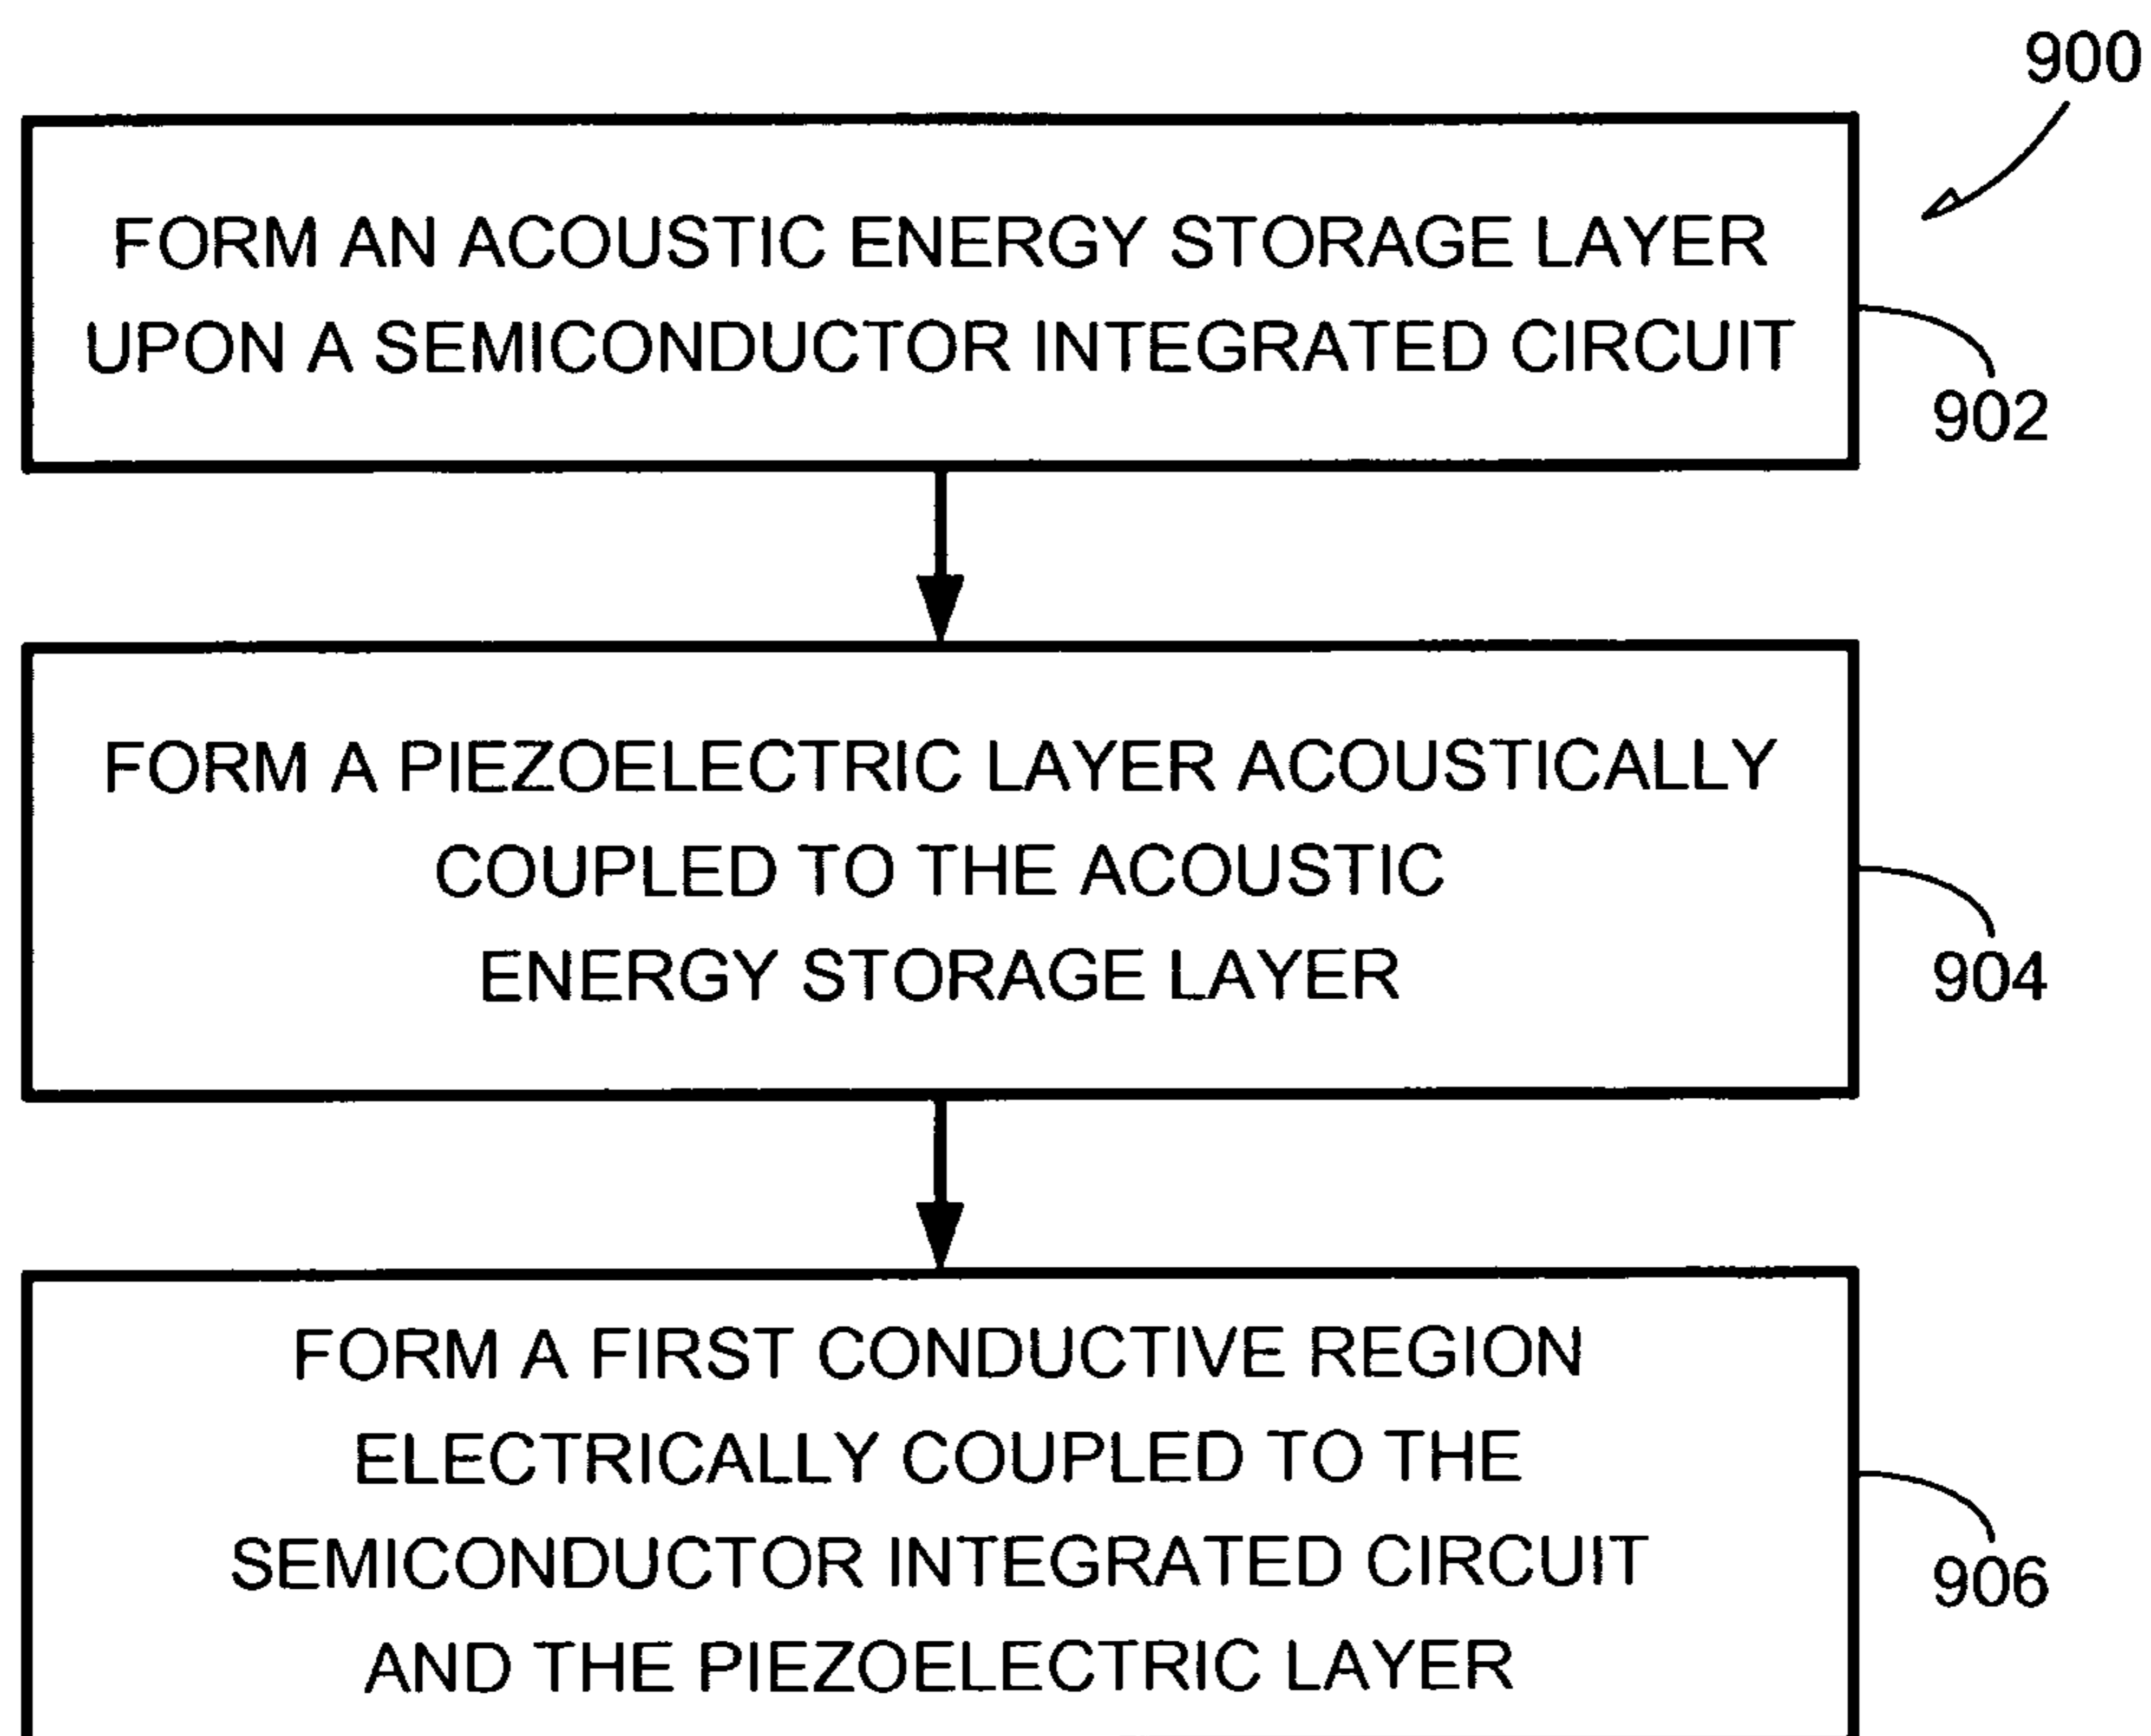 900
FORM AN ACOUSTIC ENERGY STORAGE LAYER
UPON A SEMICONDUCTOR INTEGRATED CIRCUIT
902
FORM A PIEZOELECTRIC LAYER ACOUSTICALLY
COUPLED TO THE ACOUSTIC
ENERGY STORAGE LAYER
904
FORM A FIRST CONDUCTIVE REGION
ELECTRICALLY COUPLED TO THE
SEMICONDUCTOR INTEGRATED CIRCUIT
AND THE PIEZOELECTRIC LAYER
906